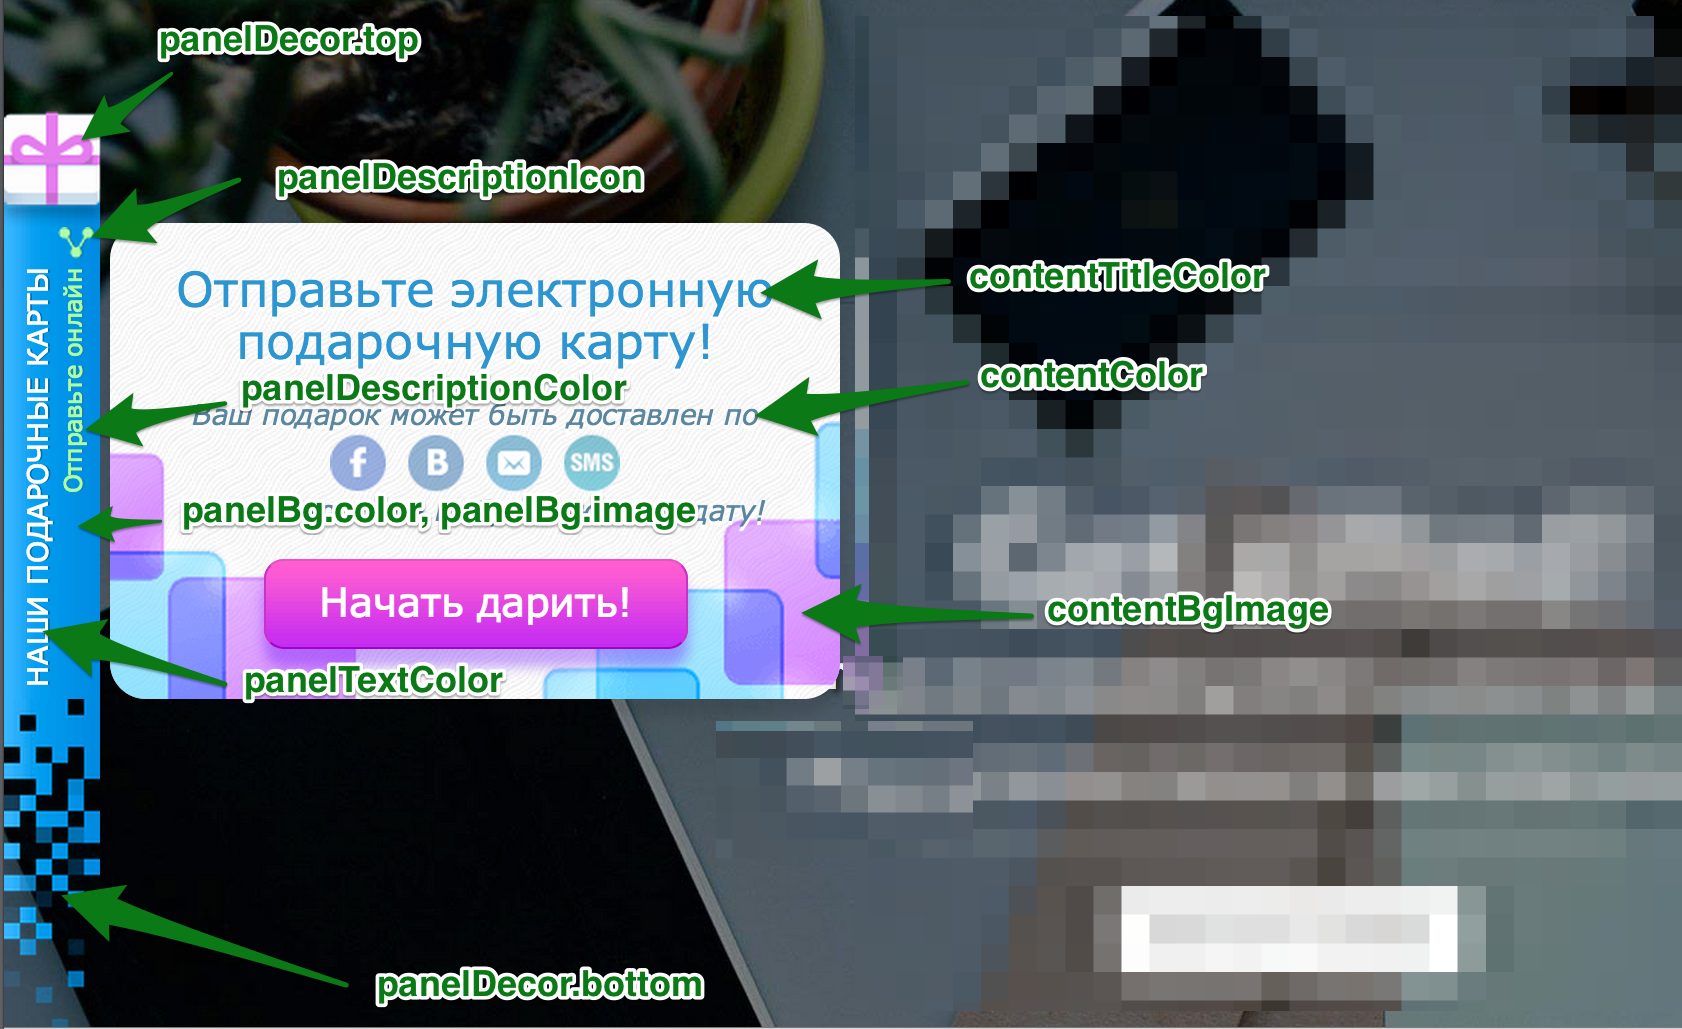 panelDecor.top
panelDescriptionIcon
НАШИ ПОДАРОЧНЫЕ КАРТЫ
Отправьте онлайн
Отправьте электронную
подарочную карту!
contentTitleColor
panelDescriptionColor
contentColor
Ваш подарок может быть доставлен по
f B SMS
panelBg.color, panelBg.image
дату!
Начать дарить!
contentBgImage
panelTextColor
panelDecor.bottom